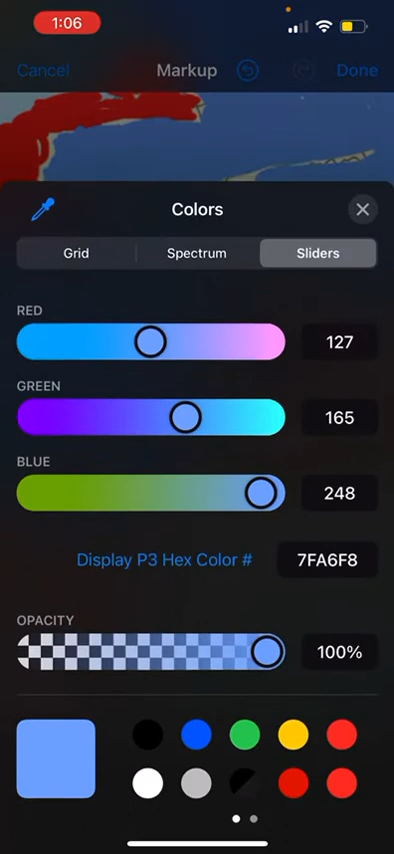 1:06
Cancel Markup Done
Colors
Grid Spectrum Sliders
RED
127
GREEN
165
BLUE
248
Display P3 Hex Color # 7FA6F8
OPACITY
100%